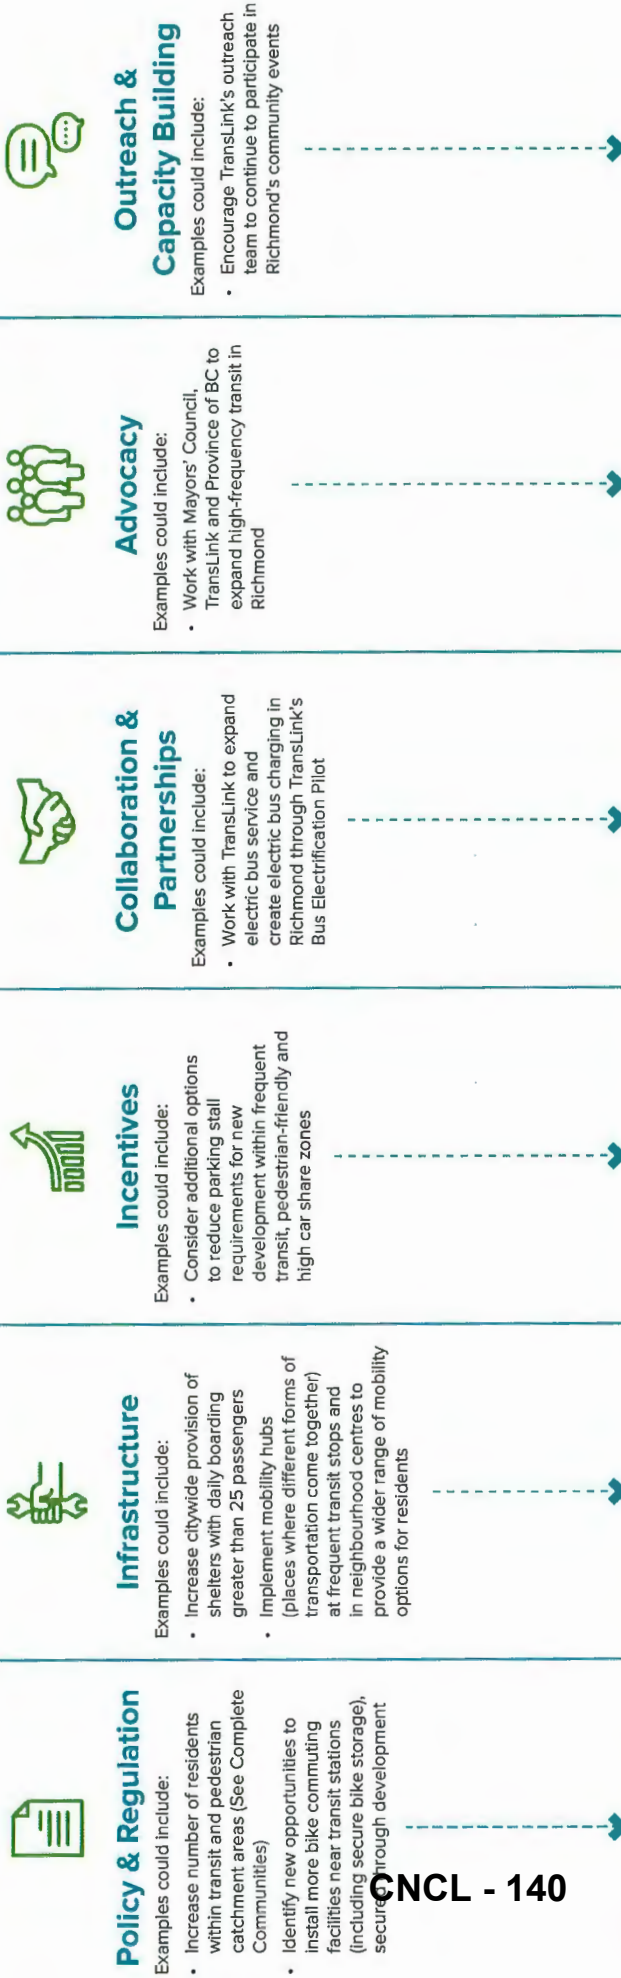 Policy & Regulation
Examples could include:
• Increase number of residents
within transit and pedestrian
catchment areas (See Complete
Communities)
• Identify new opportunities to
install more bike commuting
facilities near transit stations
(including secure bike storage),
secured through development
Infrastructure
Examples could include:
• Increase citywide provision of
shelters with daily boarding
greater than 25 passengers
• Implement mobility hubs
(places where different forms of
transportation come together)
at frequent transit stops and
in neighbourhood centres to
provide a wider range of mobility
options for residents
Incentives
Examples could include:
• Consider additional options
to reduce parking stall
requirements for new
development within frequent
transit, pedestrian-friendly and
high car share zones
Collaboration &
Partnerships
Examples could include:
• Work with TransLink to expand
electric bus service and
create electric bus charging in
Richmond through TransLink's
Bus Electrification Pilot
Advocacy
Examples could include:
• Work with Mayors' Council,
TransLink and Province of BC to
expand high-frequency transit in
Richmond
Outreach &
Capacity Building
Examples could include:
• Encourage TransLink's outreach
team to continue to participate in
Richmond's community events
CNCL - 140